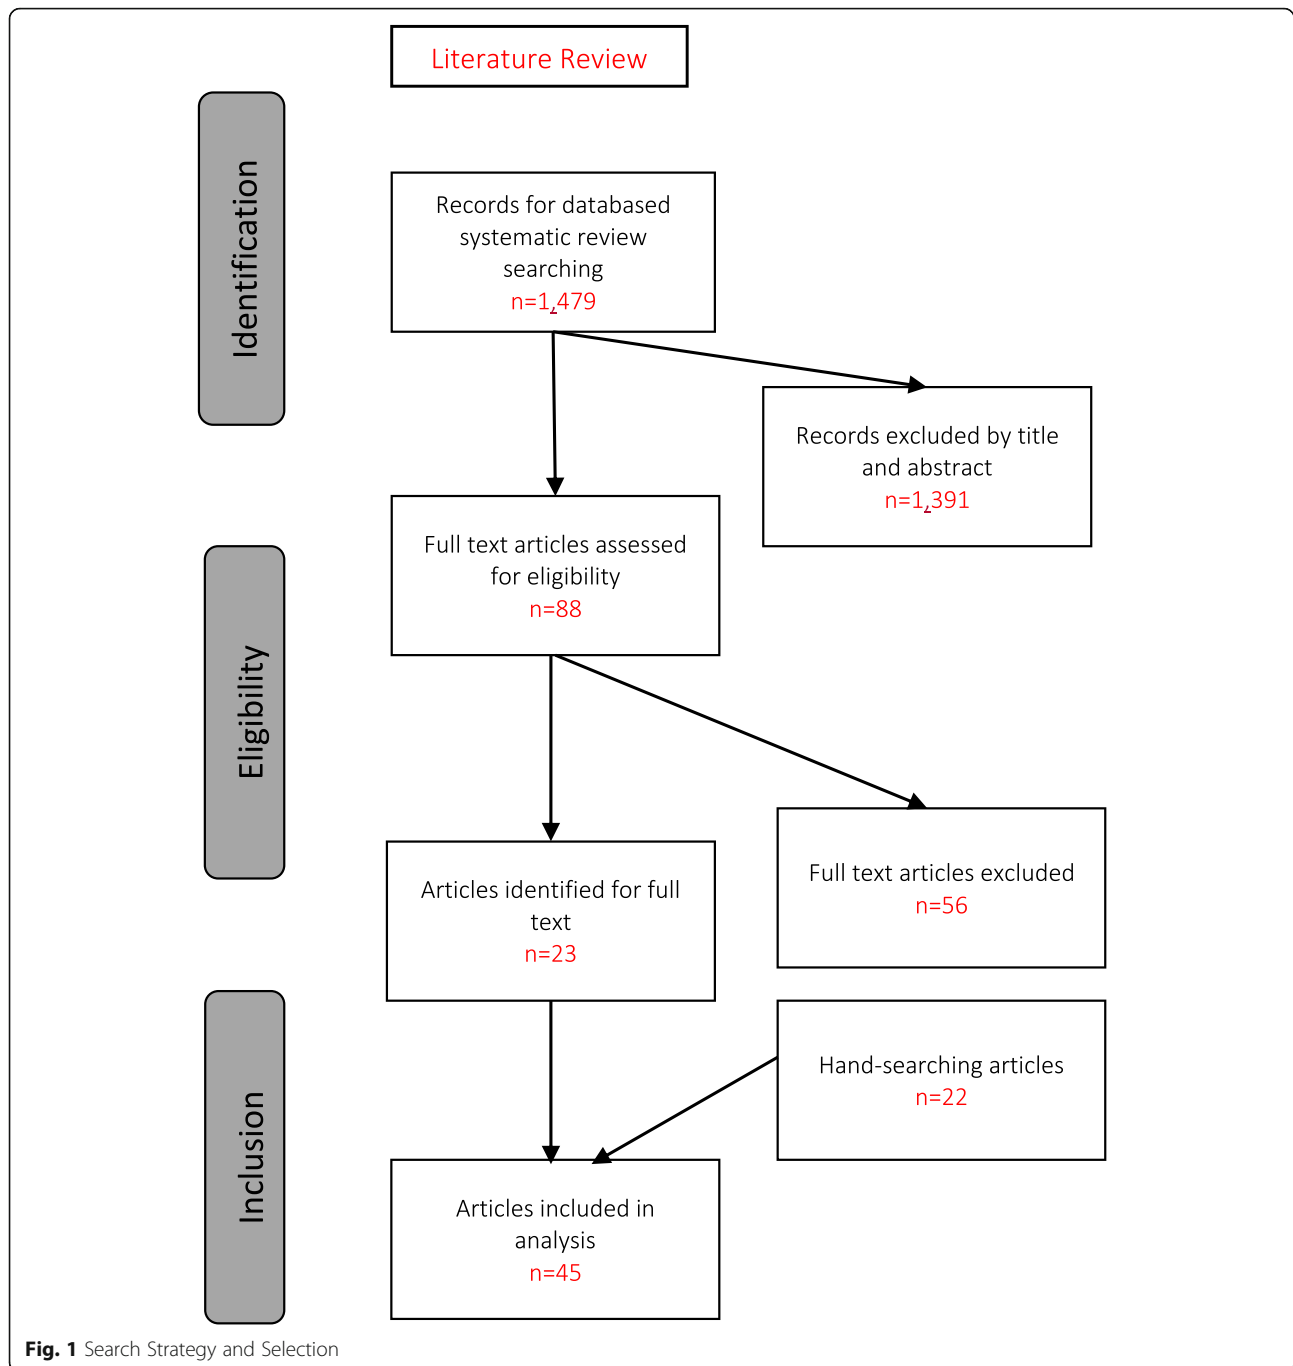 Literature Review
Identification
Records for databased
systematic review
searching
n=1,479
Records excluded by title
and abstract
n=1,391
Full text articles assessed
for eligibility
n=88
Eligibility
Full text articles excluded
n=56
Articles identified for full
text
n=23
Inclusion
Hand-searching articles
n=22
Articles included in
analysis
n=45
Fig. 1 Search Strategy and Selection